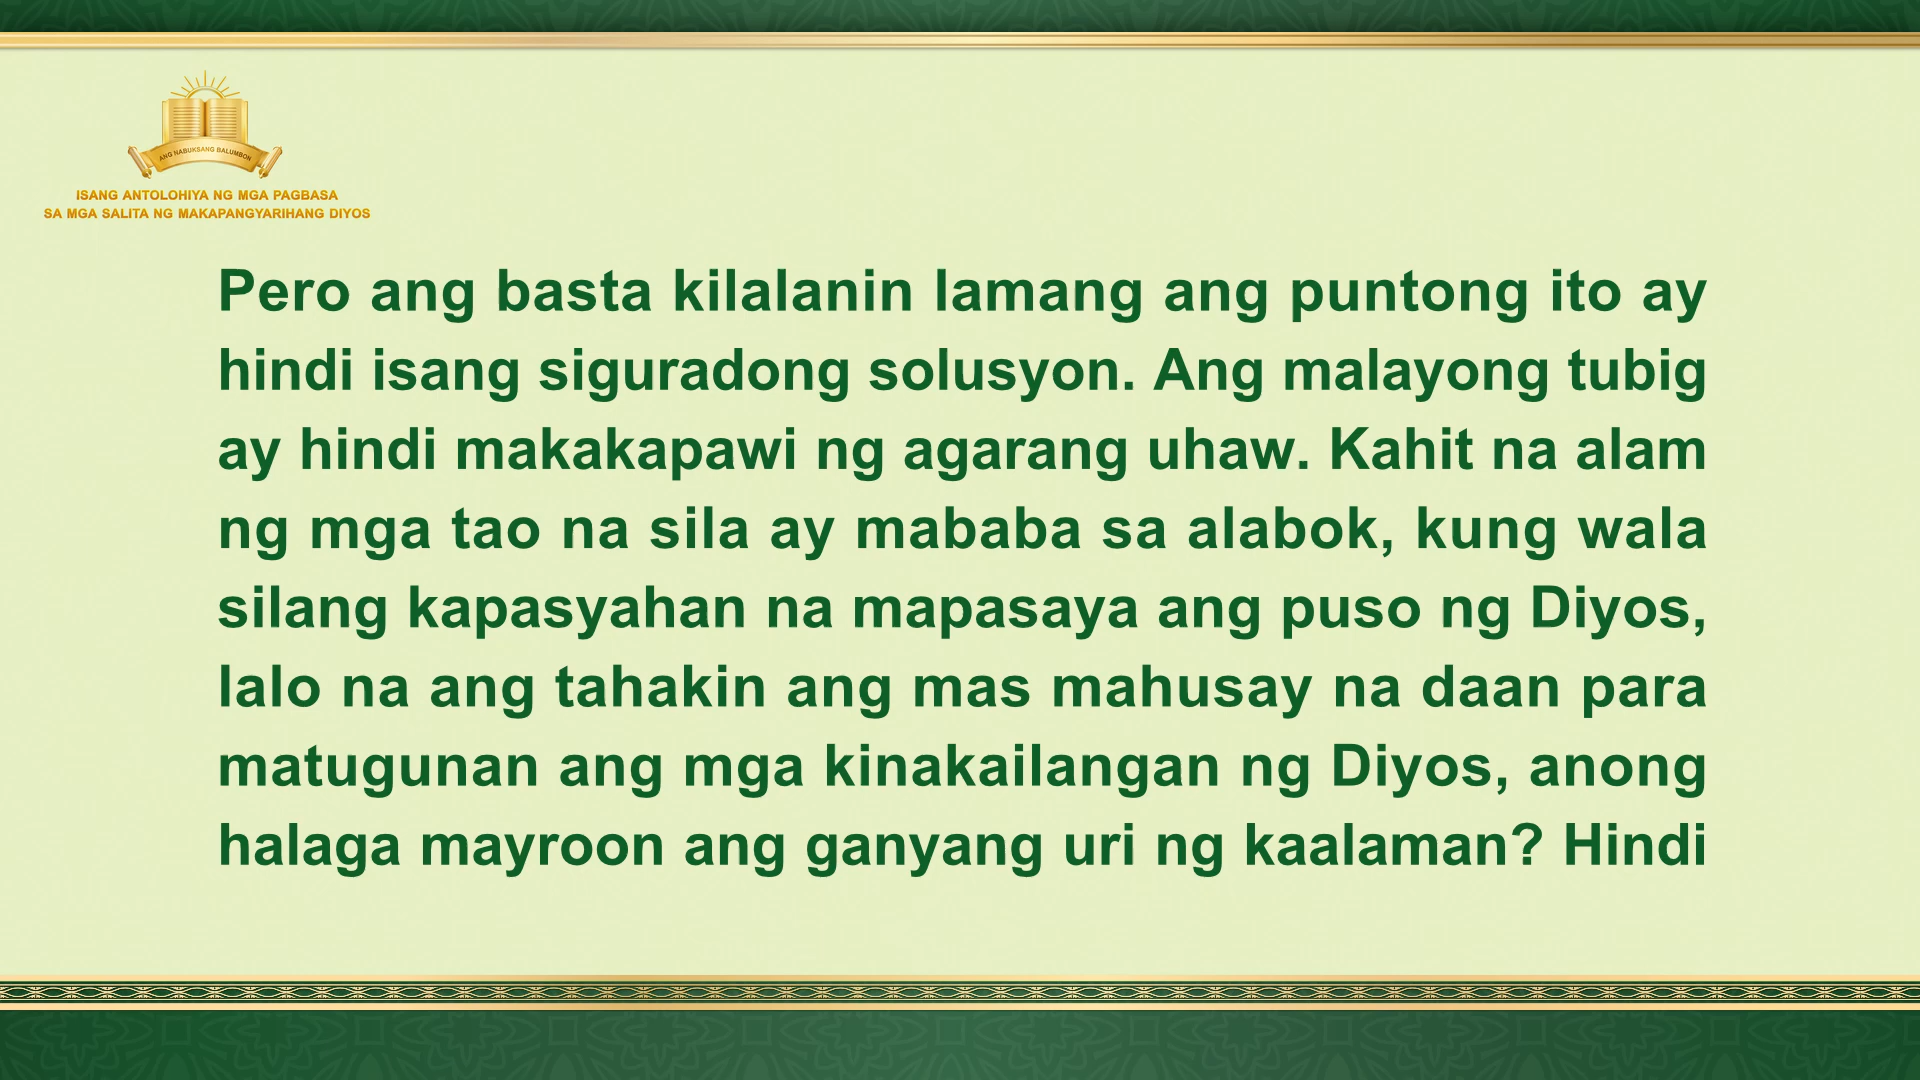 ANG NABUKSANG BALUMBON
ISANG ANTOLOHIYA NG MGA PAGBASA
SA MGA SALITA NG MAKAPANGYARIHANG DIYOS
Pero ang basta kilalanin lamang ang puntong ito ay
hindi isang siguradong solusyon. Ang malayong tubig
ay hindi makakapawi ng agarang uhaw. Kahit na alam
ng mga tao na sila ay mababa sa alabok, kung wala
silang kapasyahan na mapasaya ang puso ng Diyos,
lalo na ang tahakin ang mas mahusay na daan para
matugunan ang mga kinakailangan ng Diyos, anong
halaga mayroon ang ganyang uri ng kaalaman? Hindi